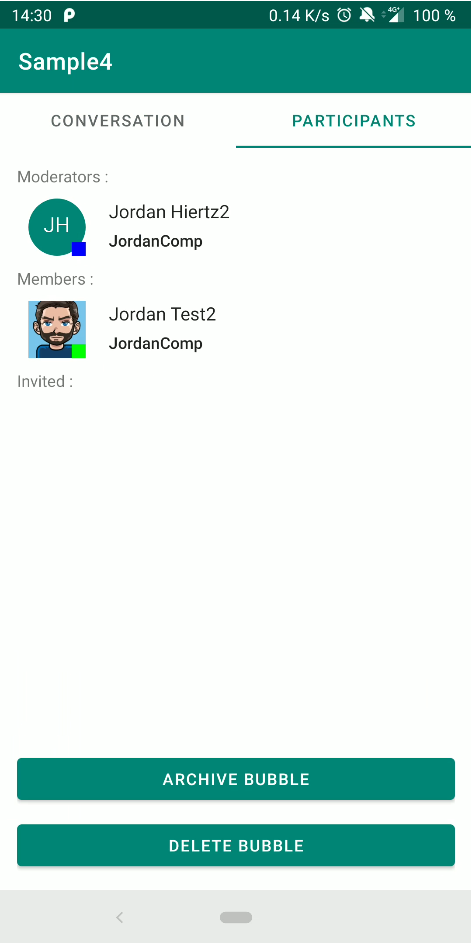 14:30 0.14 K/s 4G+ 100 %
Sample4
CONVERSATION PARTICIPANTS
Moderators :
JH
Jordan Hiertz2
JordanComp
Members :
Jordan Test2
JordanComp
Invited :
ARCHIVE BUBBLE
DELETE BUBBLE